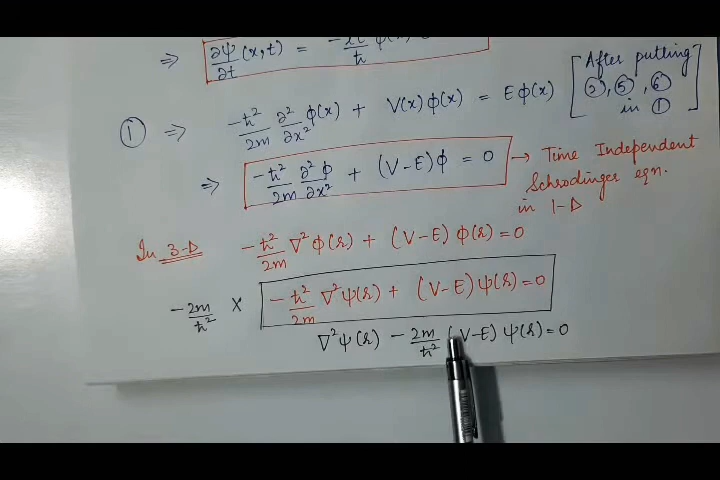 ⇒ ∂Ψ/∂t (x,t) =
[After putting ②, ⑤, ⑥ in ①]
① ⇒ -ħ²/2m ∂²/∂x² ϕ(x) + V(x)ϕ(x) = Eϕ(x)
⇒ -ħ²/2m ∂²ϕ/∂x² + (V-E)ϕ = 0 → Time Independent Schrodinger eqn. in 1-D
In 3-D -ħ²/2m ∇²ϕ(r) + (V-E) ϕ(r) = 0
-2m/ħ² × -ħ²/2m ∇²ψ(r) + (V-E) ψ(r) = 0
∇²ψ(r) - 2m/ħ² (V-E) ψ(r) = 0